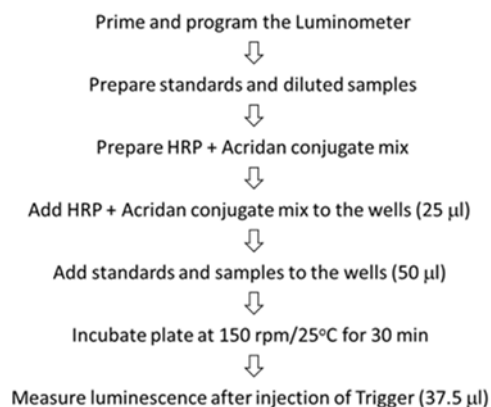 Prime and program the Luminometer
Prepare standards and diluted samples
Prepare HRP + Acridan conjugate mix
Add HRP + Acridan conjugate mix to the wells (25 µl)
Add standards and samples to the wells (50 µl)
Incubate plate at 150 rpm/25°C for 30 min
Measure luminescence after injection of Trigger (37.5 µl)